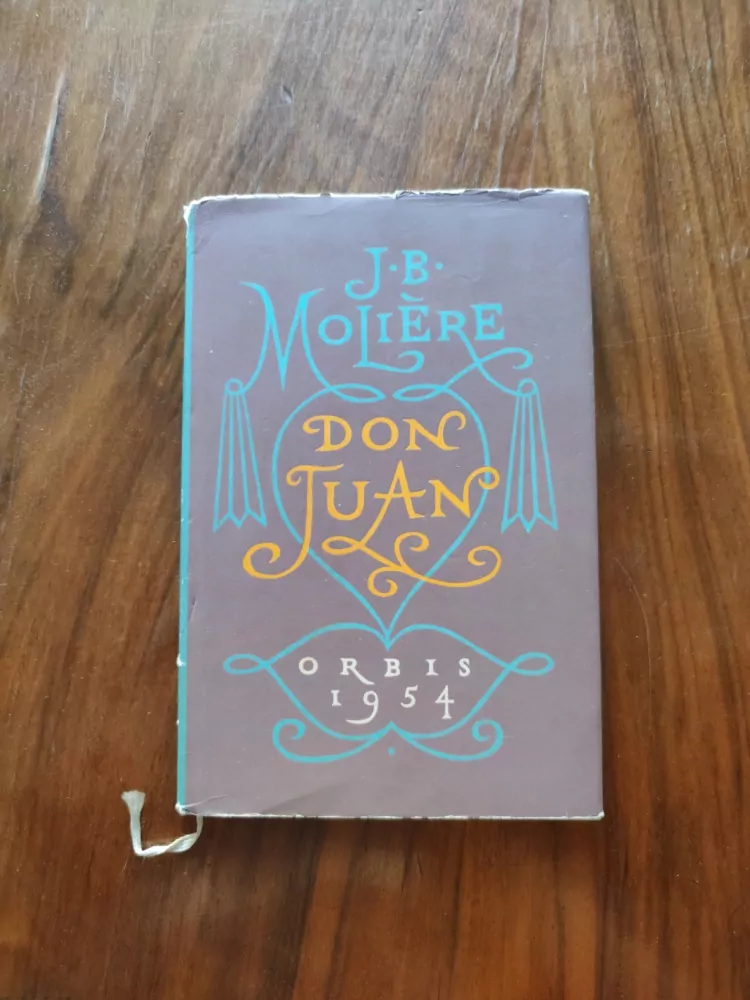 J·B·
MOLIÈRE
DON
JUAN
ORBIS
1954